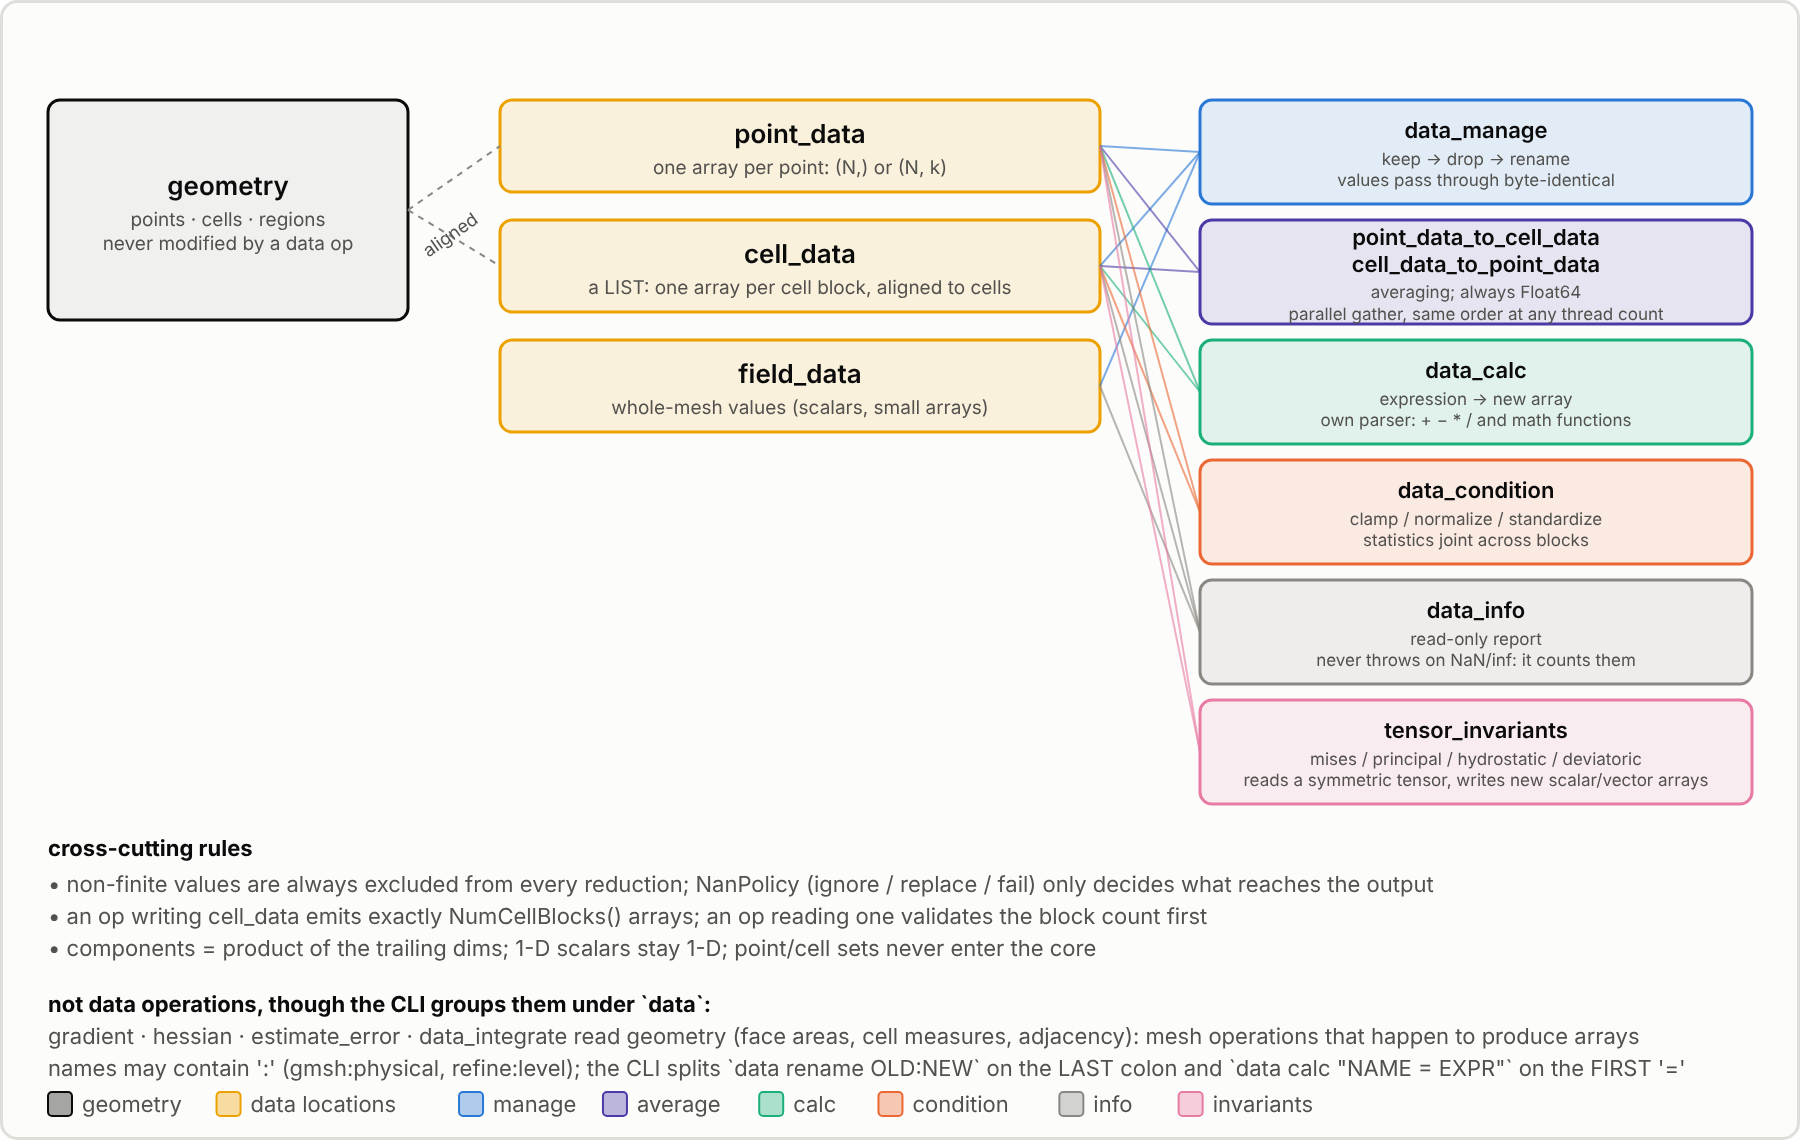 geometry
points · cells · regions
never modified by a data op
aligned
point_data
one array per point: (N,) or (N, k)
cell_data
a LIST: one array per cell block, aligned to cells
field_data
whole-mesh values (scalars, small arrays)
data_manage
keep → drop → rename
values pass through byte-identical
point_data_to_cell_data
cell_data_to_point_data
averaging; always Float64
parallel gather, same order at any thread count
data_calc
expression → new array
own parser: + − * / and math functions
data_condition
clamp / normalize / standardize
statistics joint across blocks
data_info
read-only report
never throws on NaN/inf: it counts them
tensor_invariants
mises / principal / hydrostatic / deviatoric
reads a symmetric tensor, writes new scalar/vector arrays
cross-cutting rules
• non-finite values are always excluded from every reduction; NanPolicy (ignore / replace / fail) only decides what reaches the output
• an op writing cell_data emits exactly NumCellBlocks() arrays; an op reading one validates the block count first
• components = product of the trailing dims; 1-D scalars stay 1-D; point/cell sets never enter the core
not data operations, though the CLI groups them under `data`:
gradient · hessian · estimate_error · data_integrate read geometry (face areas, cell measures, adjacency): mesh operations that happen to produce arrays
names may contain ':' (gmsh:physical, refine:level); the CLI splits `data rename OLD:NEW` on the LAST colon and `data calc "NAME = EXPR"` on the FIRST '='
geometry data locations manage average calc condition info invariants